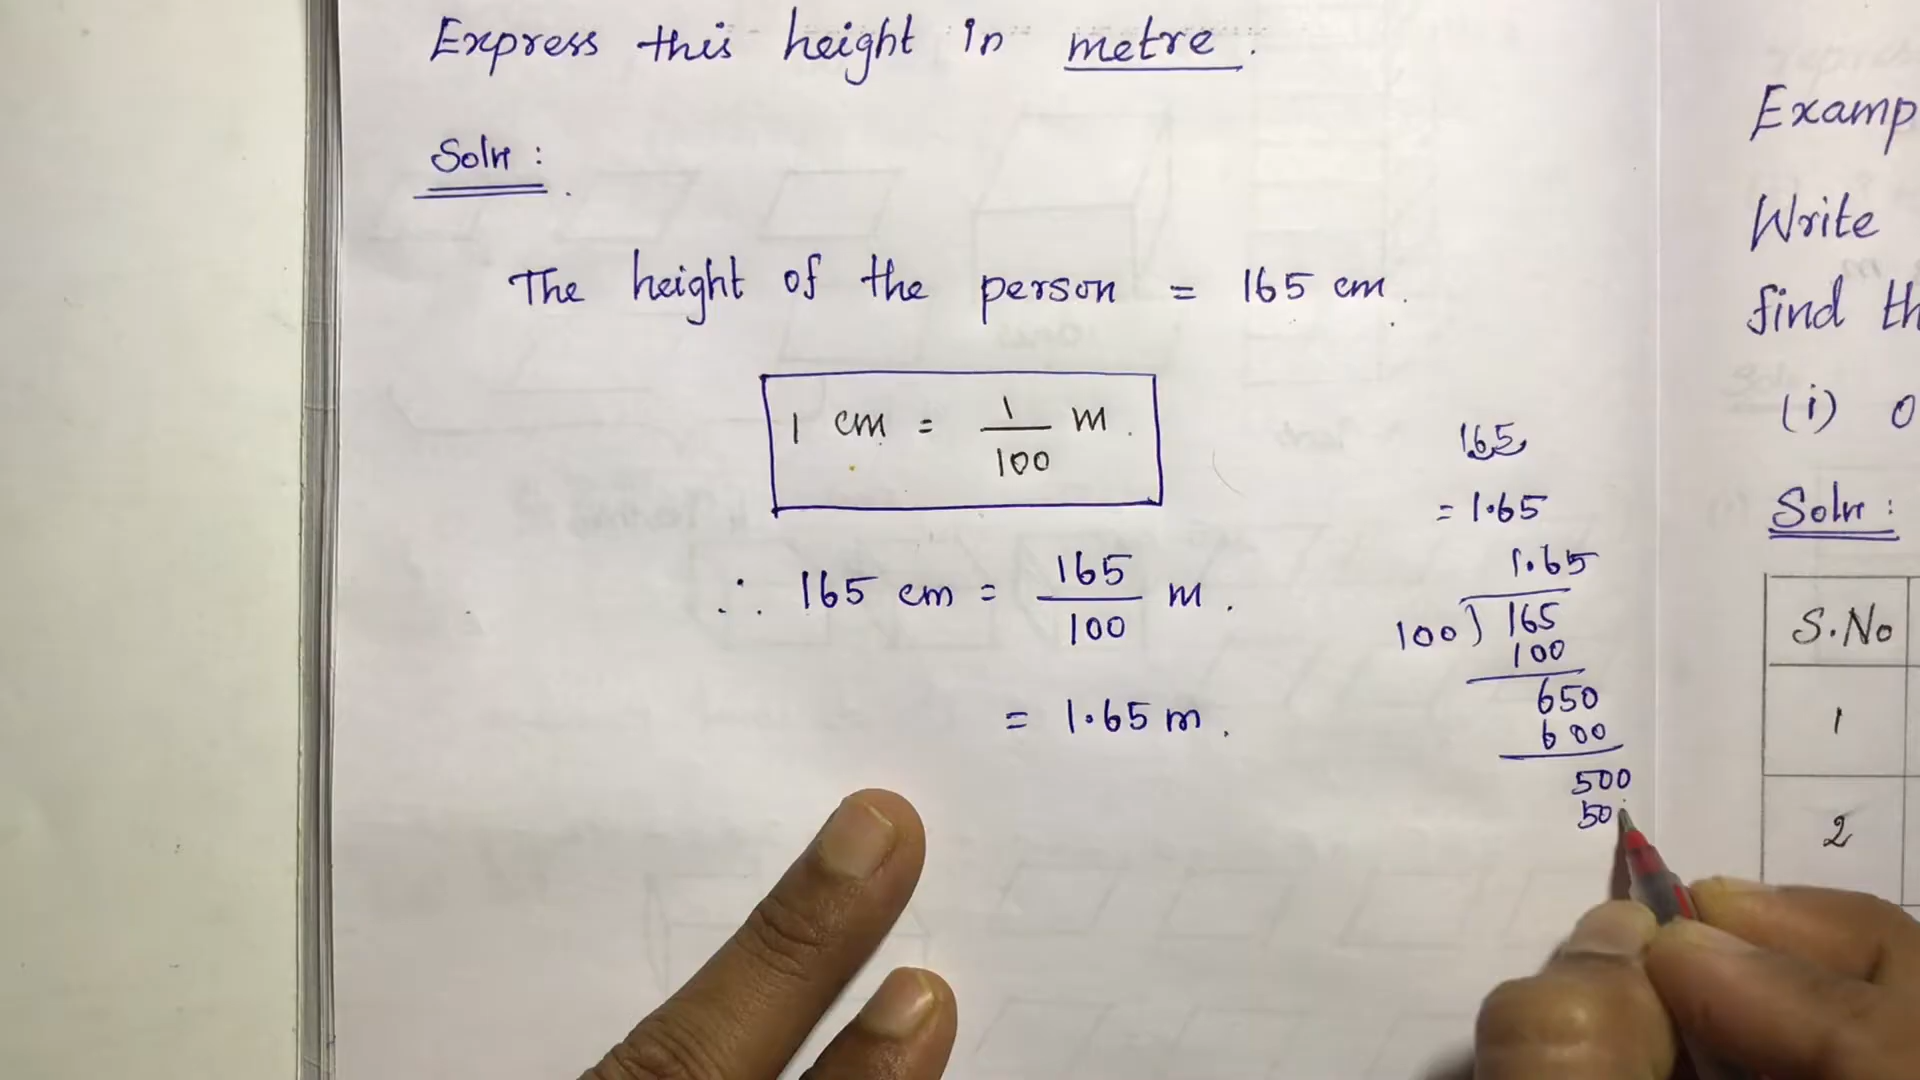 Express this height in metre.
Soln :
The height of the person = 165 cm.
1 cm = 1/100 m.
∴ 165 cm = 165/100 m.
= 1.65 m.
165
= 1.65
1.65
100 ) 165
100
650
600
500
50
Examp
Write
find th
(i) O
Soln :
S.No
1
2